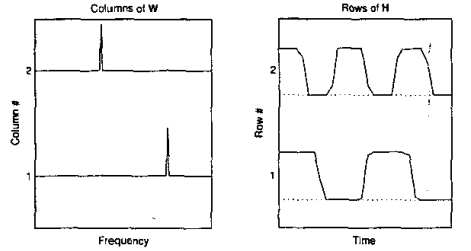 Columns of W
Column #
2
1
Frequency
Rows of H
Row #
2
1
Time